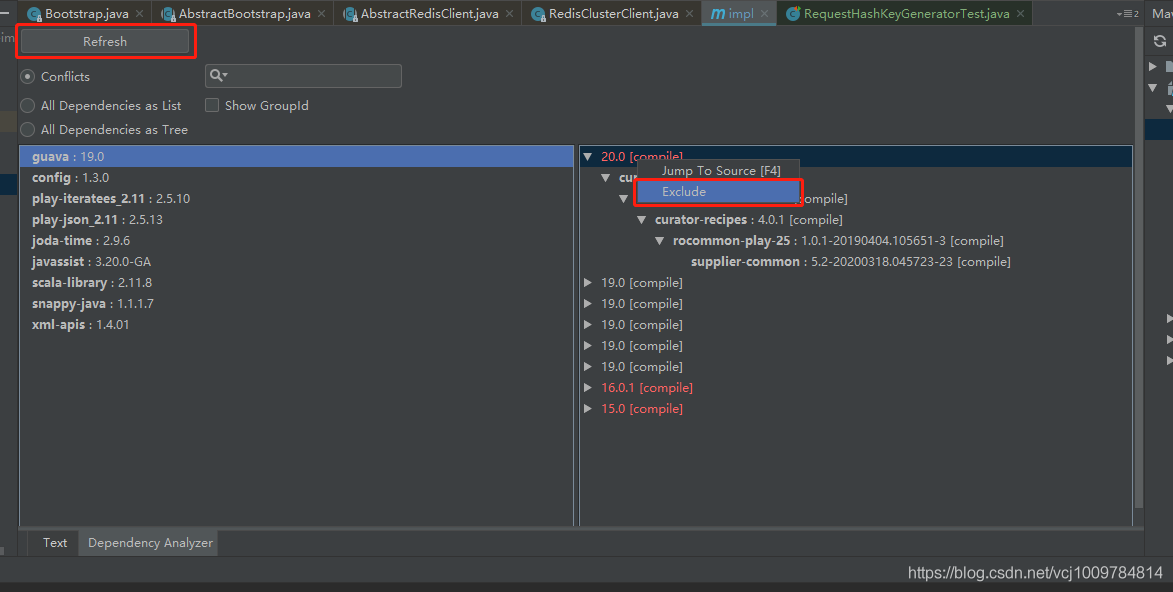 Bootstrap.java AbstractBootstrap.java AbstractRedisClient.java RedisClusterClient.java impl RequestHashKeyGeneratorTest.java 2
im
Refresh
Conflicts
All Dependencies as List Show GroupId
All Dependencies as Tree
guava : 19.0
config : 1.3.0
play-iteratees_2.11 : 2.5.10
play-json_2.11 : 2.5.13
joda-time : 2.9.6
javassist : 3.20.0-GA
scala-library : 2.11.8
snappy-java : 1.1.1.7
xml-apis : 1.4.01
20.0 [compile]
Jump To Source [F4]
Exclude
compile]
curator-recipes : 4.0.1 [compile]
rocommon-play-25 : 1.0.1-20190404.105651-3 [compile]
supplier-common : 5.2-20200318.045723-23 [compile]
19.0 [compile]
19.0 [compile]
19.0 [compile]
19.0 [compile]
19.0 [compile]
16.0.1 [compile]
15.0 [compile]
Text Dependency Analyzer
https://blog.csdn.net/vcj1009784814